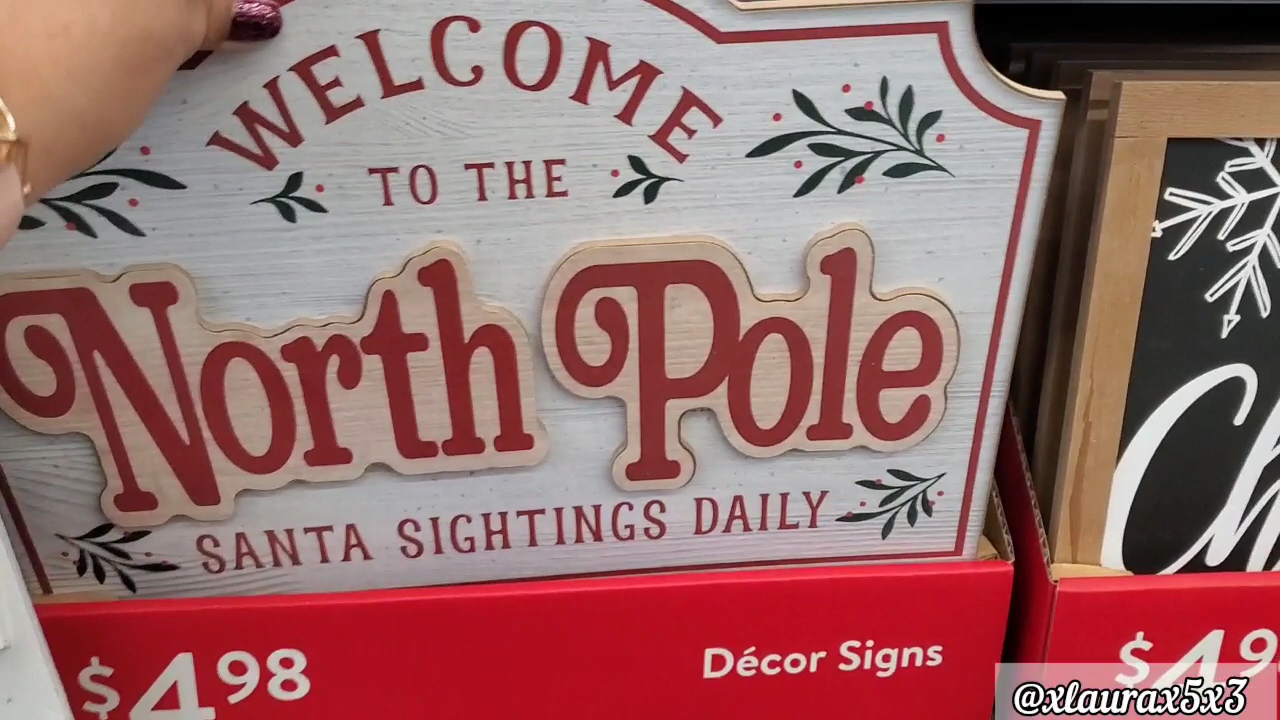 WELCOME
TO THE
North Pole
SANTA SIGHTINGS DAILY
$4.98
Décor Signs
@xlaurax5x3